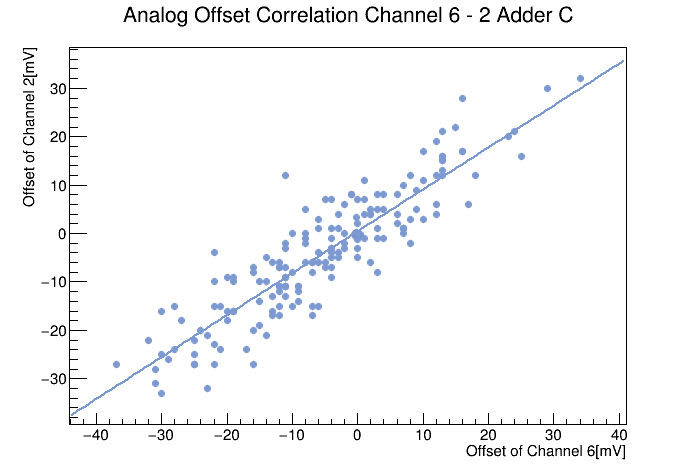 Analog Offset Correlation Channel 6 - 2 Adder C
Offset of Channel 2[mV]
30
20
10
0
−10
−20
−30
−40 −30 −20 −10 0 10 20 30 40
Offset of Channel 6[mV]